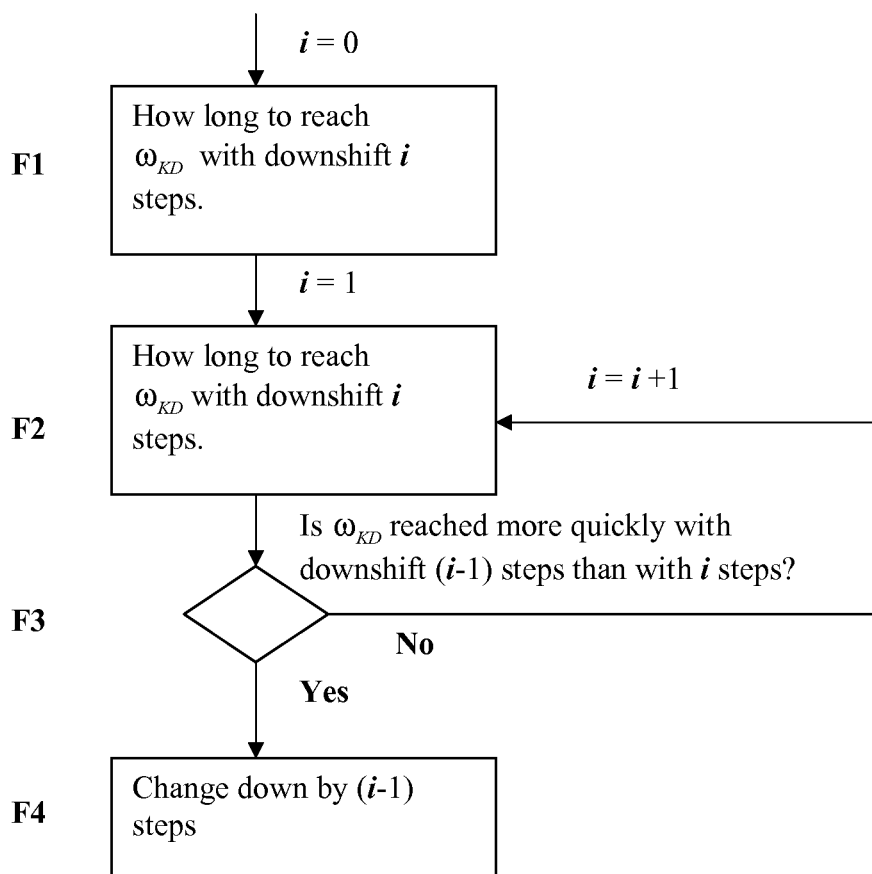 i = 0
F1
How long to reach
ω_KD with downshift i
steps.
i = 1
F2
How long to reach
ω_KD with downshift i
steps.
i = i +1
Is ω_KD reached more quickly with
downshift (i-1) steps than with i steps?
F3
No
Yes
F4
Change down by (i-1)
steps